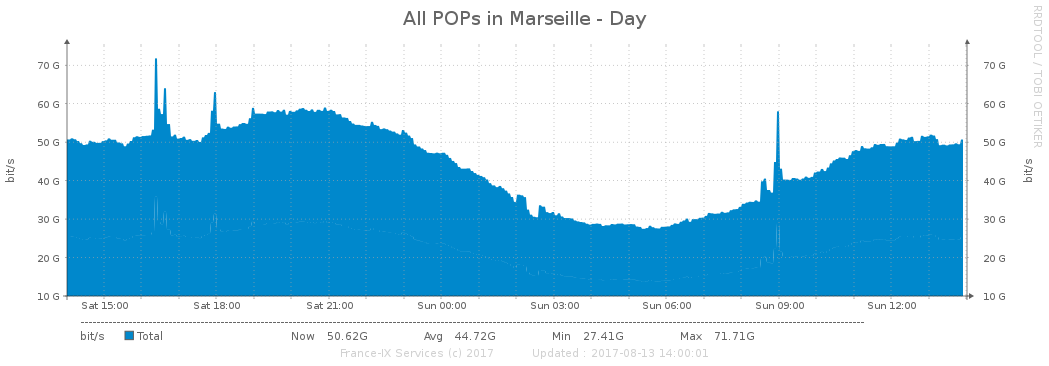 All POPs in Marseille - Day
RRDTOOL / TOBI OETIKER
bit/s
70 G
60 G
50 G
40 G
30 G
20 G
10 G
70 G
60 G
50 G
40 G
30 G
20 G
10 G
bit/s
Sat 15:00 Sat 18:00 Sat 21:00 Sun 00:00 Sun 03:00 Sun 06:00 Sun 09:00 Sun 12:00
bit/s Total Now 50.62G Avg 44.72G Min 27.41G Max 71.71G
France-IX Services (c) 2017 Updated : 2017-08-13 14:00:01